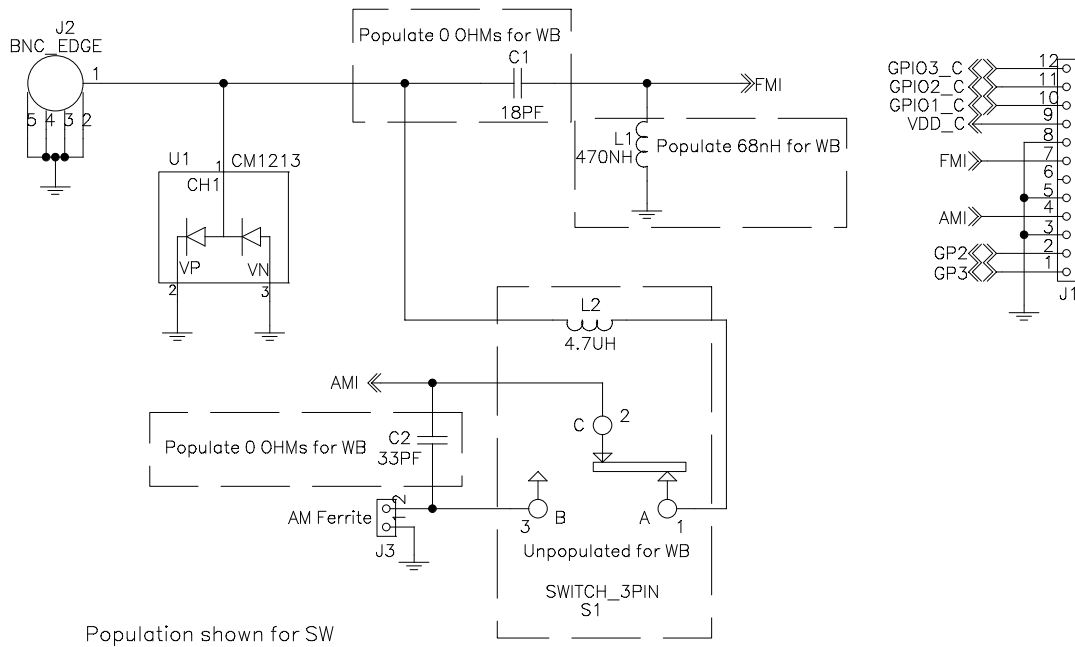 J2
BNC_EDGE
1
5 4 3 2
Populate 0 OHMs for WB
C1
18PF
FMI
L1
470NH
Populate 68nH for WB
U1
1
CM1213
CH1
VP
VN
2
3
GPIO3_C
12
GPIO2_C
11
GPIO1_C
10
VDD_C
9
8
FMI
7
6
5
AMI
4
3
GP2
2
GP3
1
J1
L2
4.7UH
AMI
C
2
Populate 0 OHMs for WB
C2
33PF
AM Ferrite
1 2
J3
3
B
A
1
Unpopulated for WB
SWITCH_3PIN
S1
Population shown for SW